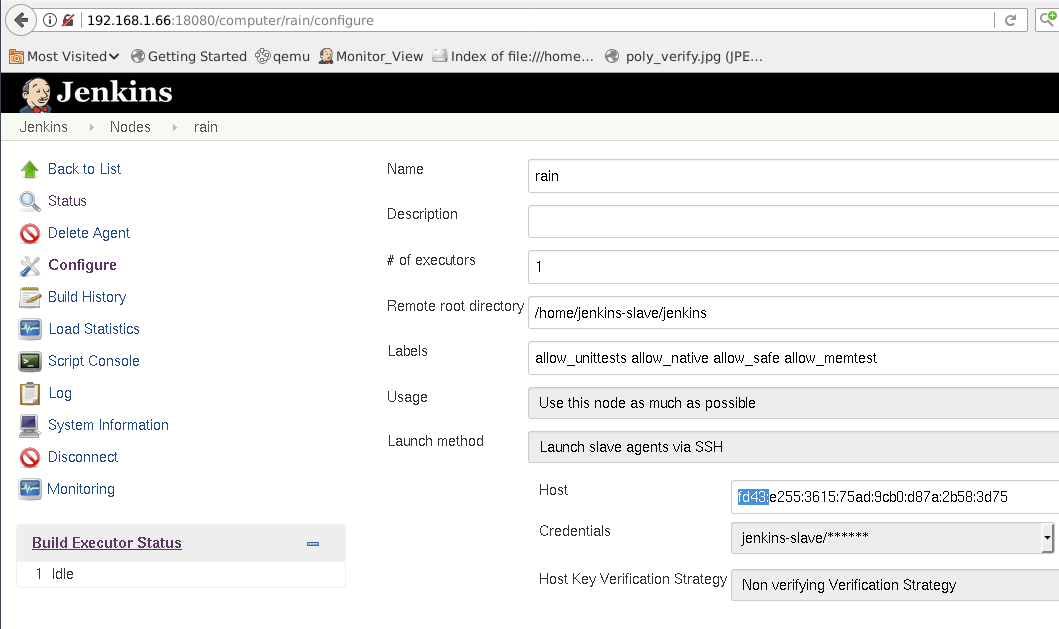 192.168.1.66:18080/computer/rain/configure
Most Visited Getting Started qemu Monitor_View Index of file:///home... poly_verify.jpg (JPE...
Jenkins
Jenkins Nodes rain
Back to List
Status
Delete Agent
Configure
Build History
Load Statistics
Script Console
Log
System Information
Disconnect
Monitoring
Build Executor Status
1 Idle
Name rain
Description
# of executors 1
Remote root directory /home/jenkins-slave/jenkins
Labels allow_unittests allow_native allow_safe allow_memtest
Usage Use this node as much as possible
Launch method Launch slave agents via SSH
Host fd43:e255:3615:75ad:9cb0:d87a:2b58:3d75
Credentials jenkins-slave/******
Host Key Verification Strategy Non verifying Verification Strategy